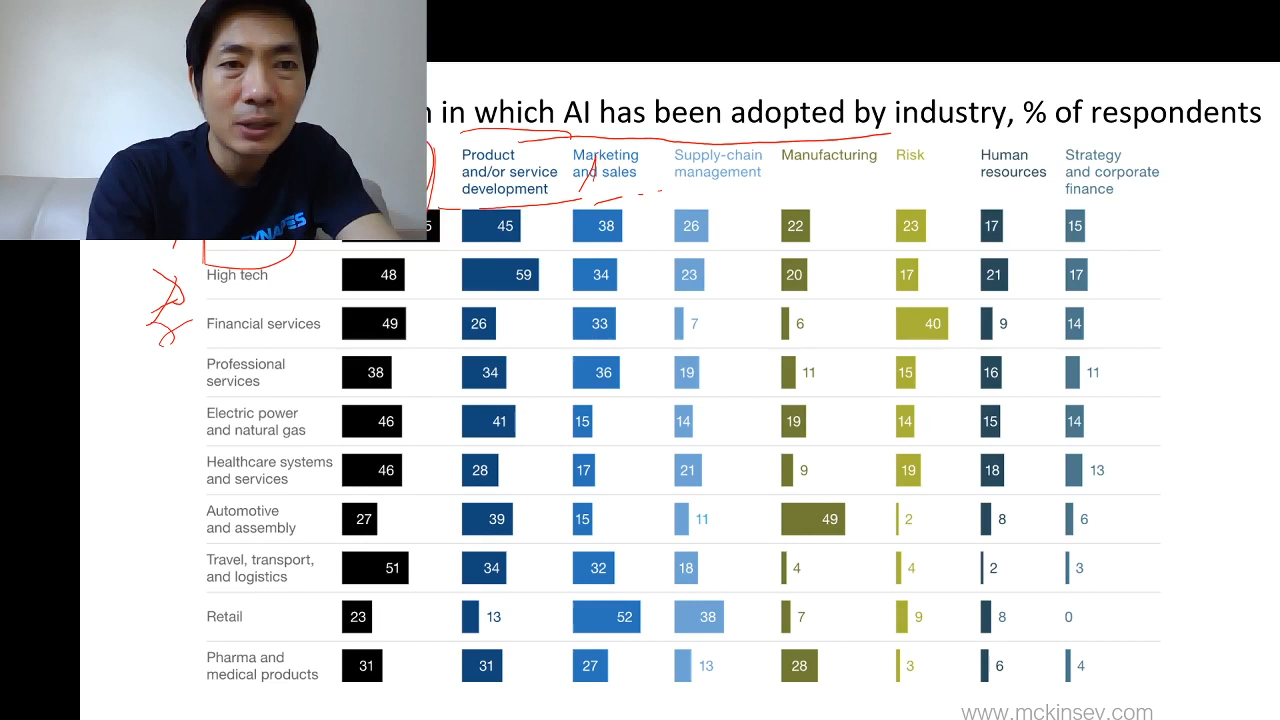 n in which AI has been adopted by industry, % of respondents
Product
and/or service
development
Marketing
and sales
Supply-chain
management
Manufacturing
Risk
Human
resources
Strategy
and corporate
finance
5 45 38 26 22 23 17 15
High tech 48 59 34 23 20 17 21 17
Financial services 49 26 33 7 6 40 9 14
Professional
services
38 34 36 19 11 15 16 11
Electric power
and natural gas
46 41 15 14 19 14 15 14
Healthcare systems
and services
46 28 17 21 9 19 18 13
Automotive
and assembly
27 39 15 11 49 2 8 6
Travel, transport,
and logistics
51 34 32 18 4 4 2 3
Retail 23 13 52 38 7 9 8 0
Pharma and
medical products
31 31 27 13 28 3 6 4
www.mckinsey.com